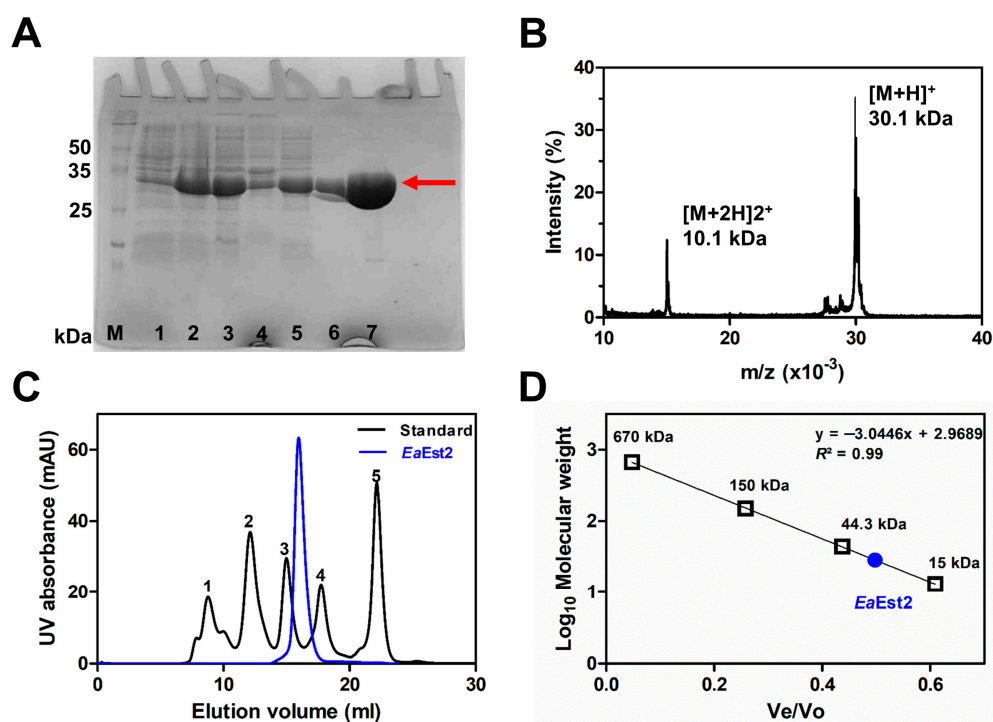 A
50
35
25
kDa M 1 2 3 4 5 6 7
B
Intensity (%)
40
30
20
10
0
[M+H]⁺
30.1 kDa
[M+2H]2⁺
10.1 kDa
10 20 30 40
m/z (x10⁻³)
C
UV absorbance (mAU)
60
40
20
0
Standard
EaEst2
1
2
3
4
5
0 10 20 30
Elution volume (ml)
D
Log₁₀ Molecular weight
3
2
1
0
670 kDa
y = –3.0446x + 2.9689
R² = 0.99
150 kDa
44.3 kDa
15 kDa
EaEst2
0.0 0.2 0.4 0.6
Ve/Vo